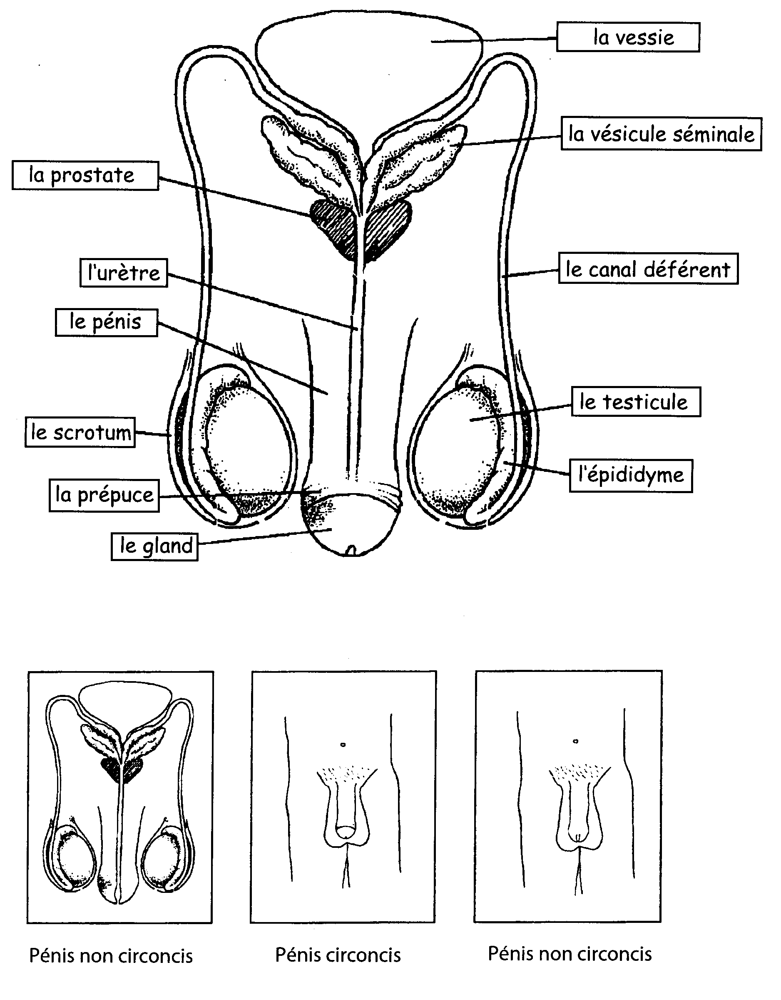 la vessie
la vésicule séminale
la prostate
le canal déférent
l'urètre
le pénis
le testicule
le scrotum
l'épididyme
la prépuce
le gland
Pénis non circoncis
Pénis circoncis
Pénis non circoncis